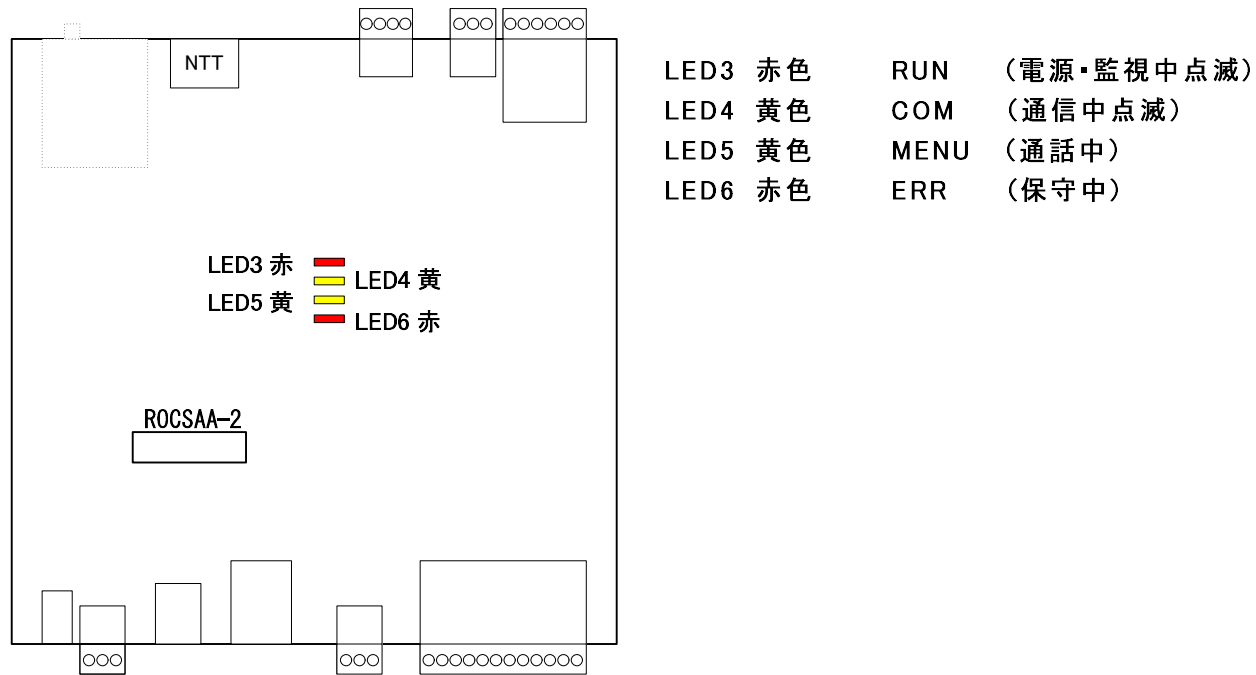 NTT
LED3 赤色 RUN （電源・監視中点滅）
LED4 黄色 COM （通信中点滅）
LED5 黄色 MENU （通話中）
LED6 赤色 ERR （保守中）
LED3 赤
LED4 黄
LED5 黄
LED6 赤
ROCSAA-2